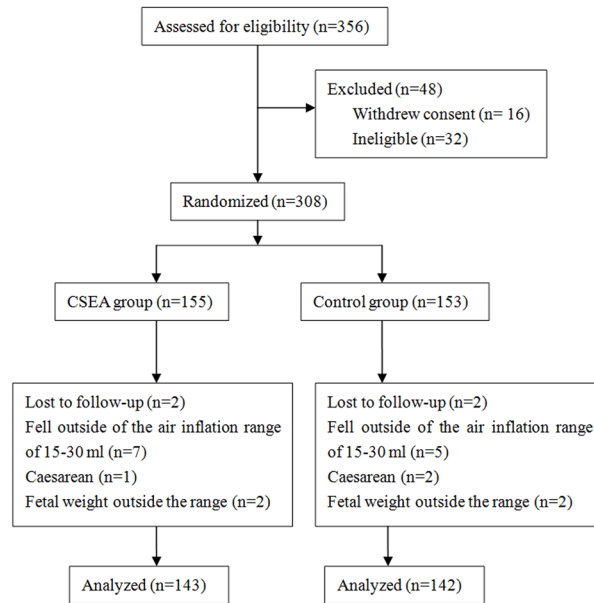 Assessed for eligibility (n=356)
Excluded (n=48)
Withdrew consent (n= 16)
Ineligible (n=32)
Randomized (n=308)
CSEA group (n=155)
Control group (n=153)
Lost to follow-up (n=2)
Fell outside of the air inflation range
of 15-30 ml (n=7)
Caesarean (n=1)
Fetal weight outside the range (n=2)
Lost to follow-up (n=2)
Fell outside of the air inflation range
of 15-30 ml (n=5)
Caesarean (n=2)
Fetal weight outside the range (n=2)
Analyzed (n=143)
Analyzed (n=142)